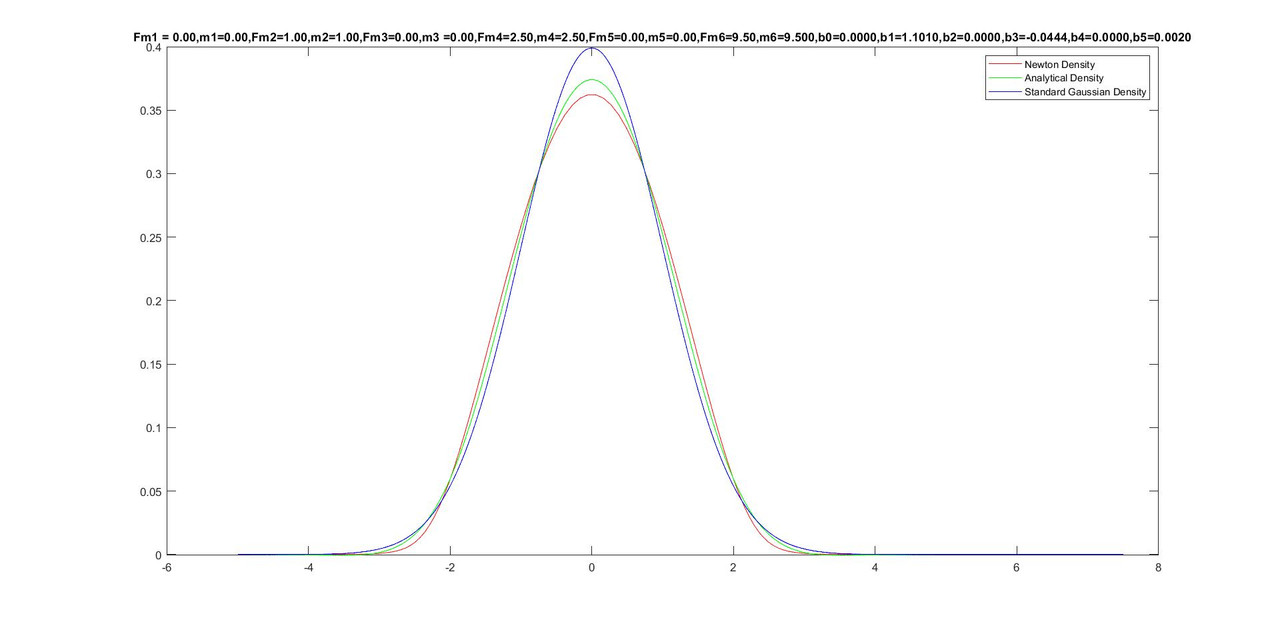 Fm1 = 0.00,m1=0.00,Fm2=1.00,m2=1.00,Fm3=0.00,m3 =0.00,Fm4=2.50,m4=2.50,Fm5=0.00,m5=0.00,Fm6=9.50,m6=9.500,b0=0.0000,b1=1.1010,b2=0.0000,b3=-0.0444,b4=0.0000,b5=0.0020
0.4
Newton Density
Analytical Density
Standard Gaussian Density
0.35
0.3
0.25
0.2
0.15
0.1
0.05
0
-6 -4 -2 0 2 4 6 8